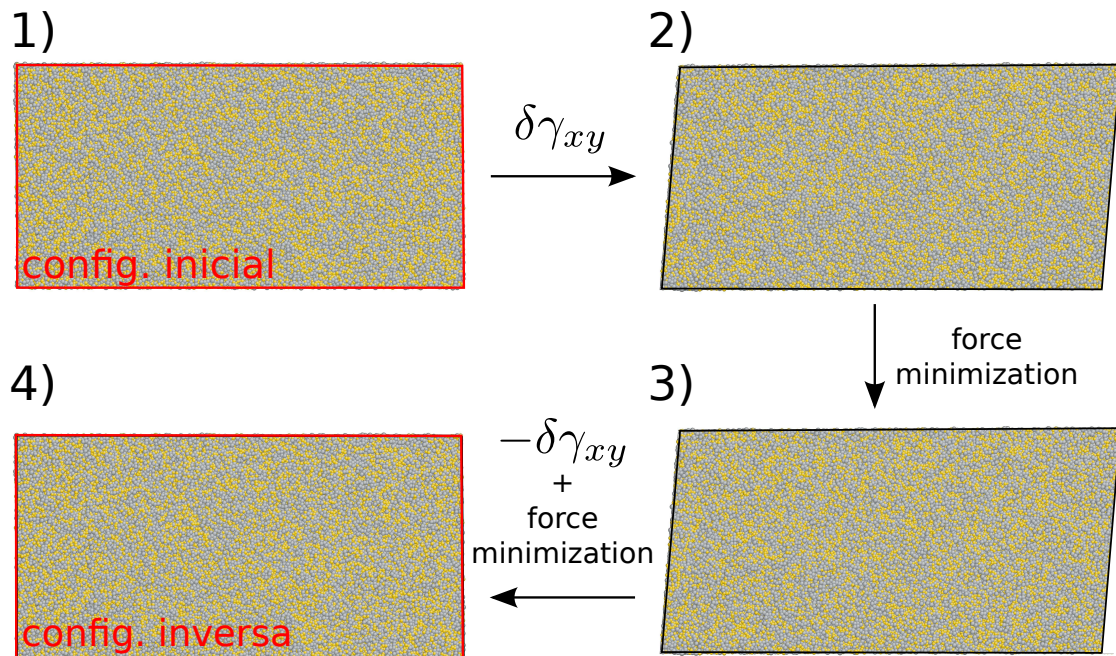 1)
2)
δγxy
config. inicial
force
minimization
4)
3)
−δγxy
+
force
minimization
config. inversa